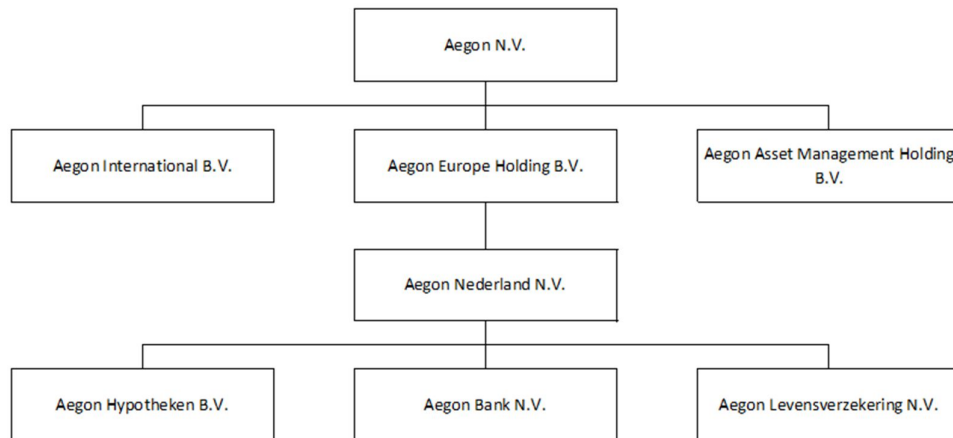 Aegon N.V.
Aegon International B.V.
Aegon Europe Holding B.V.
Aegon Asset Management Holding
B.V.
Aegon Nederland N.V.
Aegon Hypotheken B.V.
Aegon Bank N.V.
Aegon Levensverzekering N.V.